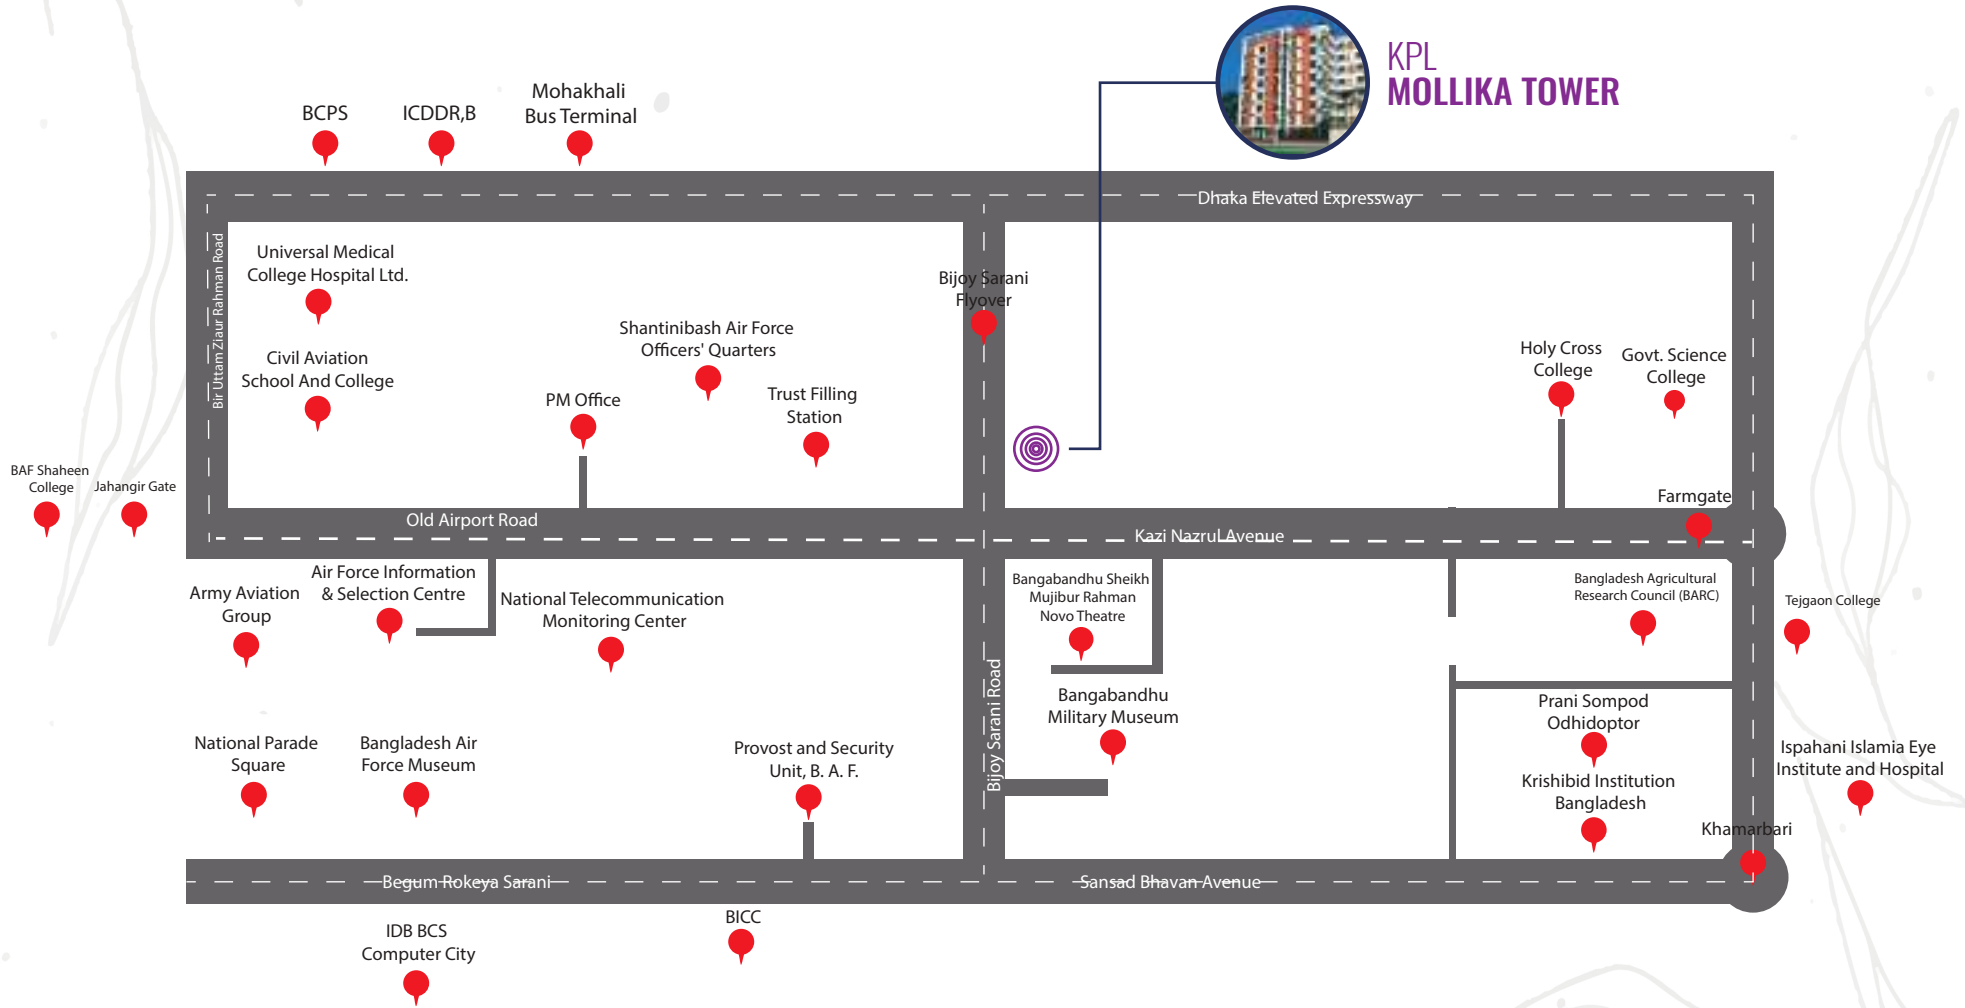 KPL
MOLLIKA TOWER
BCPS
ICDDR,B
Mohakhali
Bus Terminal
Dhaka Elevated Expressway
Bir Uttam Ziaur Rahman Road
Universal Medical
College Hospital Ltd.
Bijoy Sarani
Flyover
Shantinibash Air Force
Officers' Quarters
Civil Aviation
School And College
PM Office
Trust Filling
Station
Holy Cross
College
Govt. Science
College
BAF Shaheen
College
Jahangir Gate
Farmgate
Old Airport Road
Kazi Nazrul Avenue
Army Aviation
Group
Air Force Information
& Selection Centre
National Telecommunication
Monitoring Center
Bangabandhu Sheikh
Mujibur Rahman
Novo Theatre
Bangladesh Agricultural
Research Council (BARC)
Tejgaon College
Bijoy Sarani Road
Bangabandhu
Military Museum
Prani Sompod
Odhidoptor
National Parade
Square
Bangladesh Air
Force Museum
Provost and Security
Unit, B. A. F.
Krishibid Institution
Bangladesh
Ispahani Islamia Eye
Institute and Hospital
Khamarbari
Begum Rokeya Sarani
Sansad Bhavan Avenue
IDB BCS
Computer City
BICC